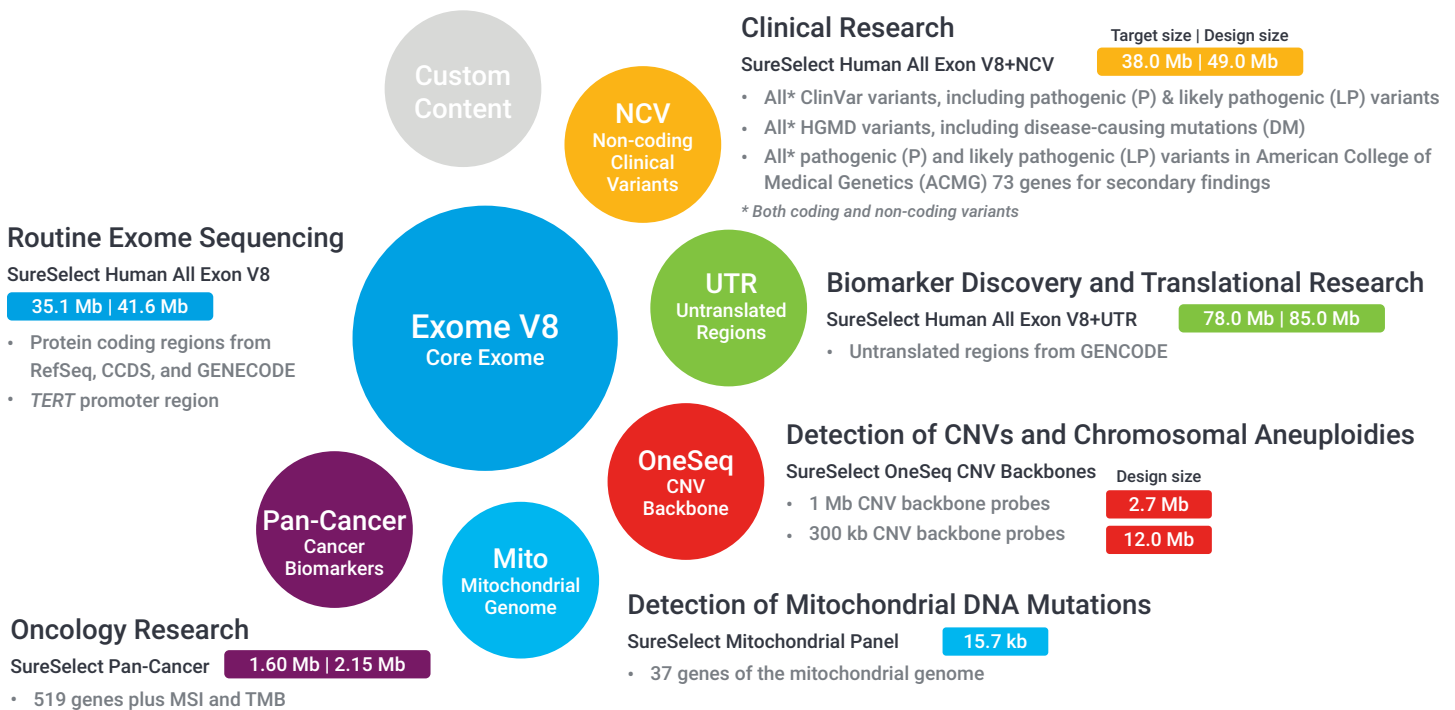 Custom
Content
NCV
Non-coding
Clinical
Variants
Clinical Research
Target size | Design size
SureSelect Human All Exon V8+NCV
38.0 Mb | 49.0 Mb
• All* ClinVar variants, including pathogenic (P) & likely pathogenic (LP) variants
• All* HGMD variants, including disease-causing mutations (DM)
• All* pathogenic (P) and likely pathogenic (LP) variants in American College of
Medical Genetics (ACMG) 73 genes for secondary findings
* Both coding and non-coding variants
Routine Exome Sequencing
SureSelect Human All Exon V8
35.1 Mb | 41.6 Mb
• Protein coding regions from
RefSeq, CCDS, and GENECODE
• TERT promoter region
Exome V8
Core Exome
UTR
Untranslated
Regions
Biomarker Discovery and Translational Research
SureSelect Human All Exon V8+UTR
78.0 Mb | 85.0 Mb
• Untranslated regions from GENCODE
OneSeq
CNV
Backbone
Detection of CNVs and Chromosomal Aneuploidies
SureSelect OneSeq CNV Backbones
Design size
• 1 Mb CNV backbone probes
2.7 Mb
• 300 kb CNV backbone probes
12.0 Mb
Pan-Cancer
Cancer
Biomarkers
Mito
Mitochondrial
Genome
Detection of Mitochondrial DNA Mutations
SureSelect Mitochondrial Panel
15.7 kb
• 37 genes of the mitochondrial genome
Oncology Research
SureSelect Pan-Cancer
1.60 Mb | 2.15 Mb
• 519 genes plus MSI and TMB